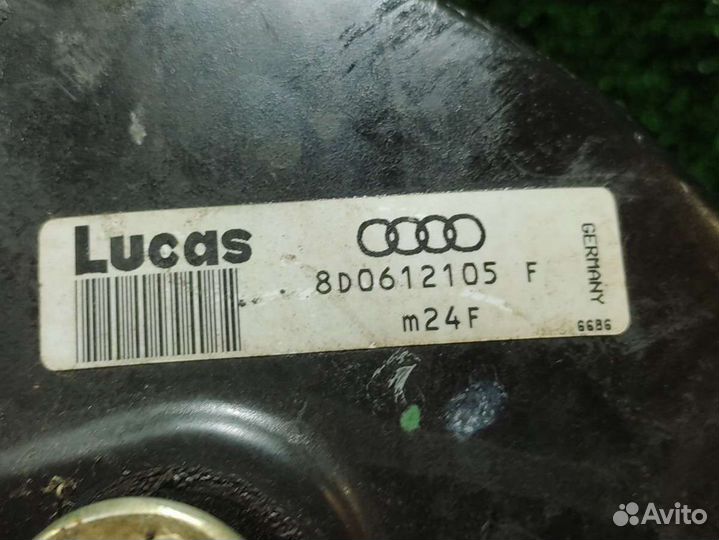 Lucas
8D0612105 F
m24F
GERMANY
6686
Avito